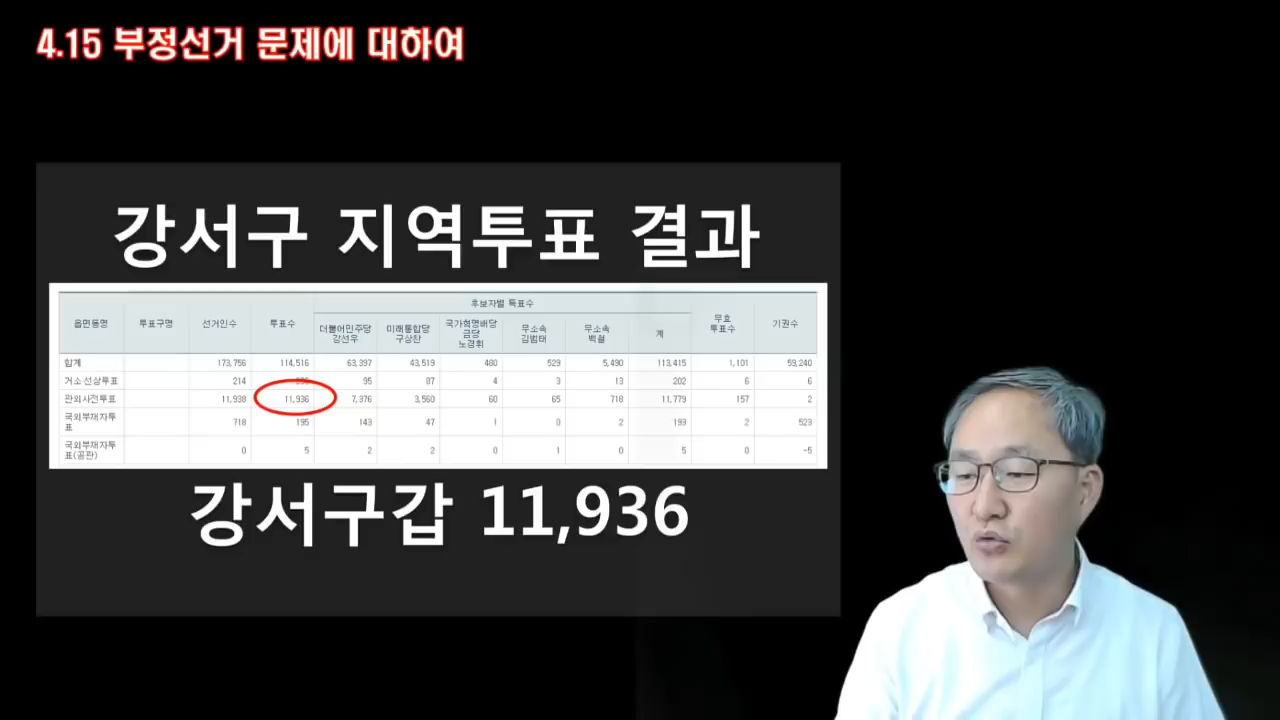 4.15 부정선거 문제에 대하여
강서구 지역투표 결과
읍면동명 투표구명 선거인수 투표수 후보자별 득표수 무효 투표수 기권수
더불어민주당 강선우 미래통합당 구상찬 국가혁명배당금당 노경휘 무소속 김범태 무소속 백철 계
합계 173,756 114,516 63,397 43,519 480 529 5,490 113,415 1,101 59,240
거소선상투표 214 95 87 4 3 13 202 6 6
관외사전투표 11,938 11,936 7,376 3,560 60 65 718 11,779 157 2
국외부재자투표 718 195 143 47 1 0 2 193 2 523
국외부재자투표(공관) 0 5 2 2 0 1 0 5 0 -5
강서구갑 11,936